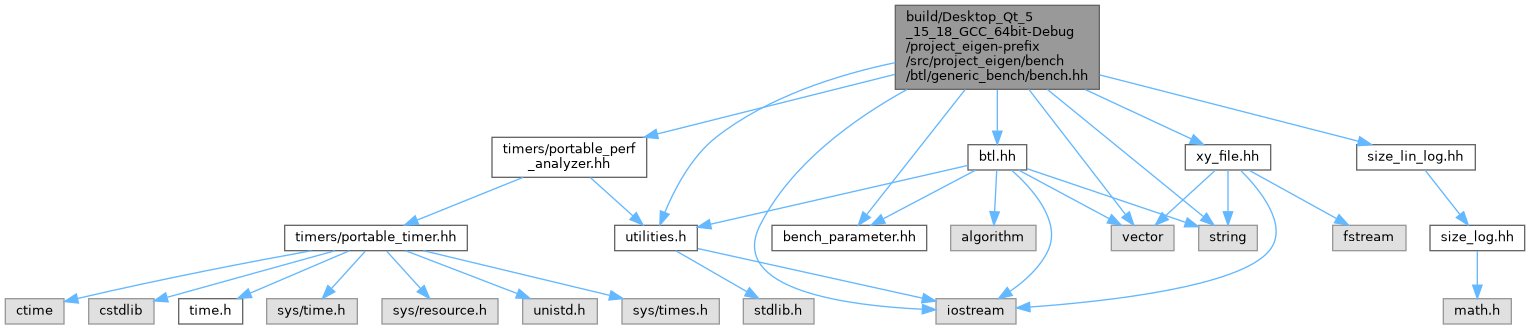 build/Desktop_Qt_5
_15_18_GCC_64bit-Debug
/project_eigen-prefix
/src/project_eigen/bench
/btl/generic_bench/bench.hh
timers/portable_perf
_analyzer.hh
btl.hh
xy_file.hh
size_lin_log.hh
timers/portable_timer.hh
utilities.h
bench_parameter.hh
algorithm
vector
string
fstream
size_log.hh
ctime
cstdlib
time.h
sys/time.h
sys/resource.h
unistd.h
sys/times.h
stdlib.h
iostream
math.h